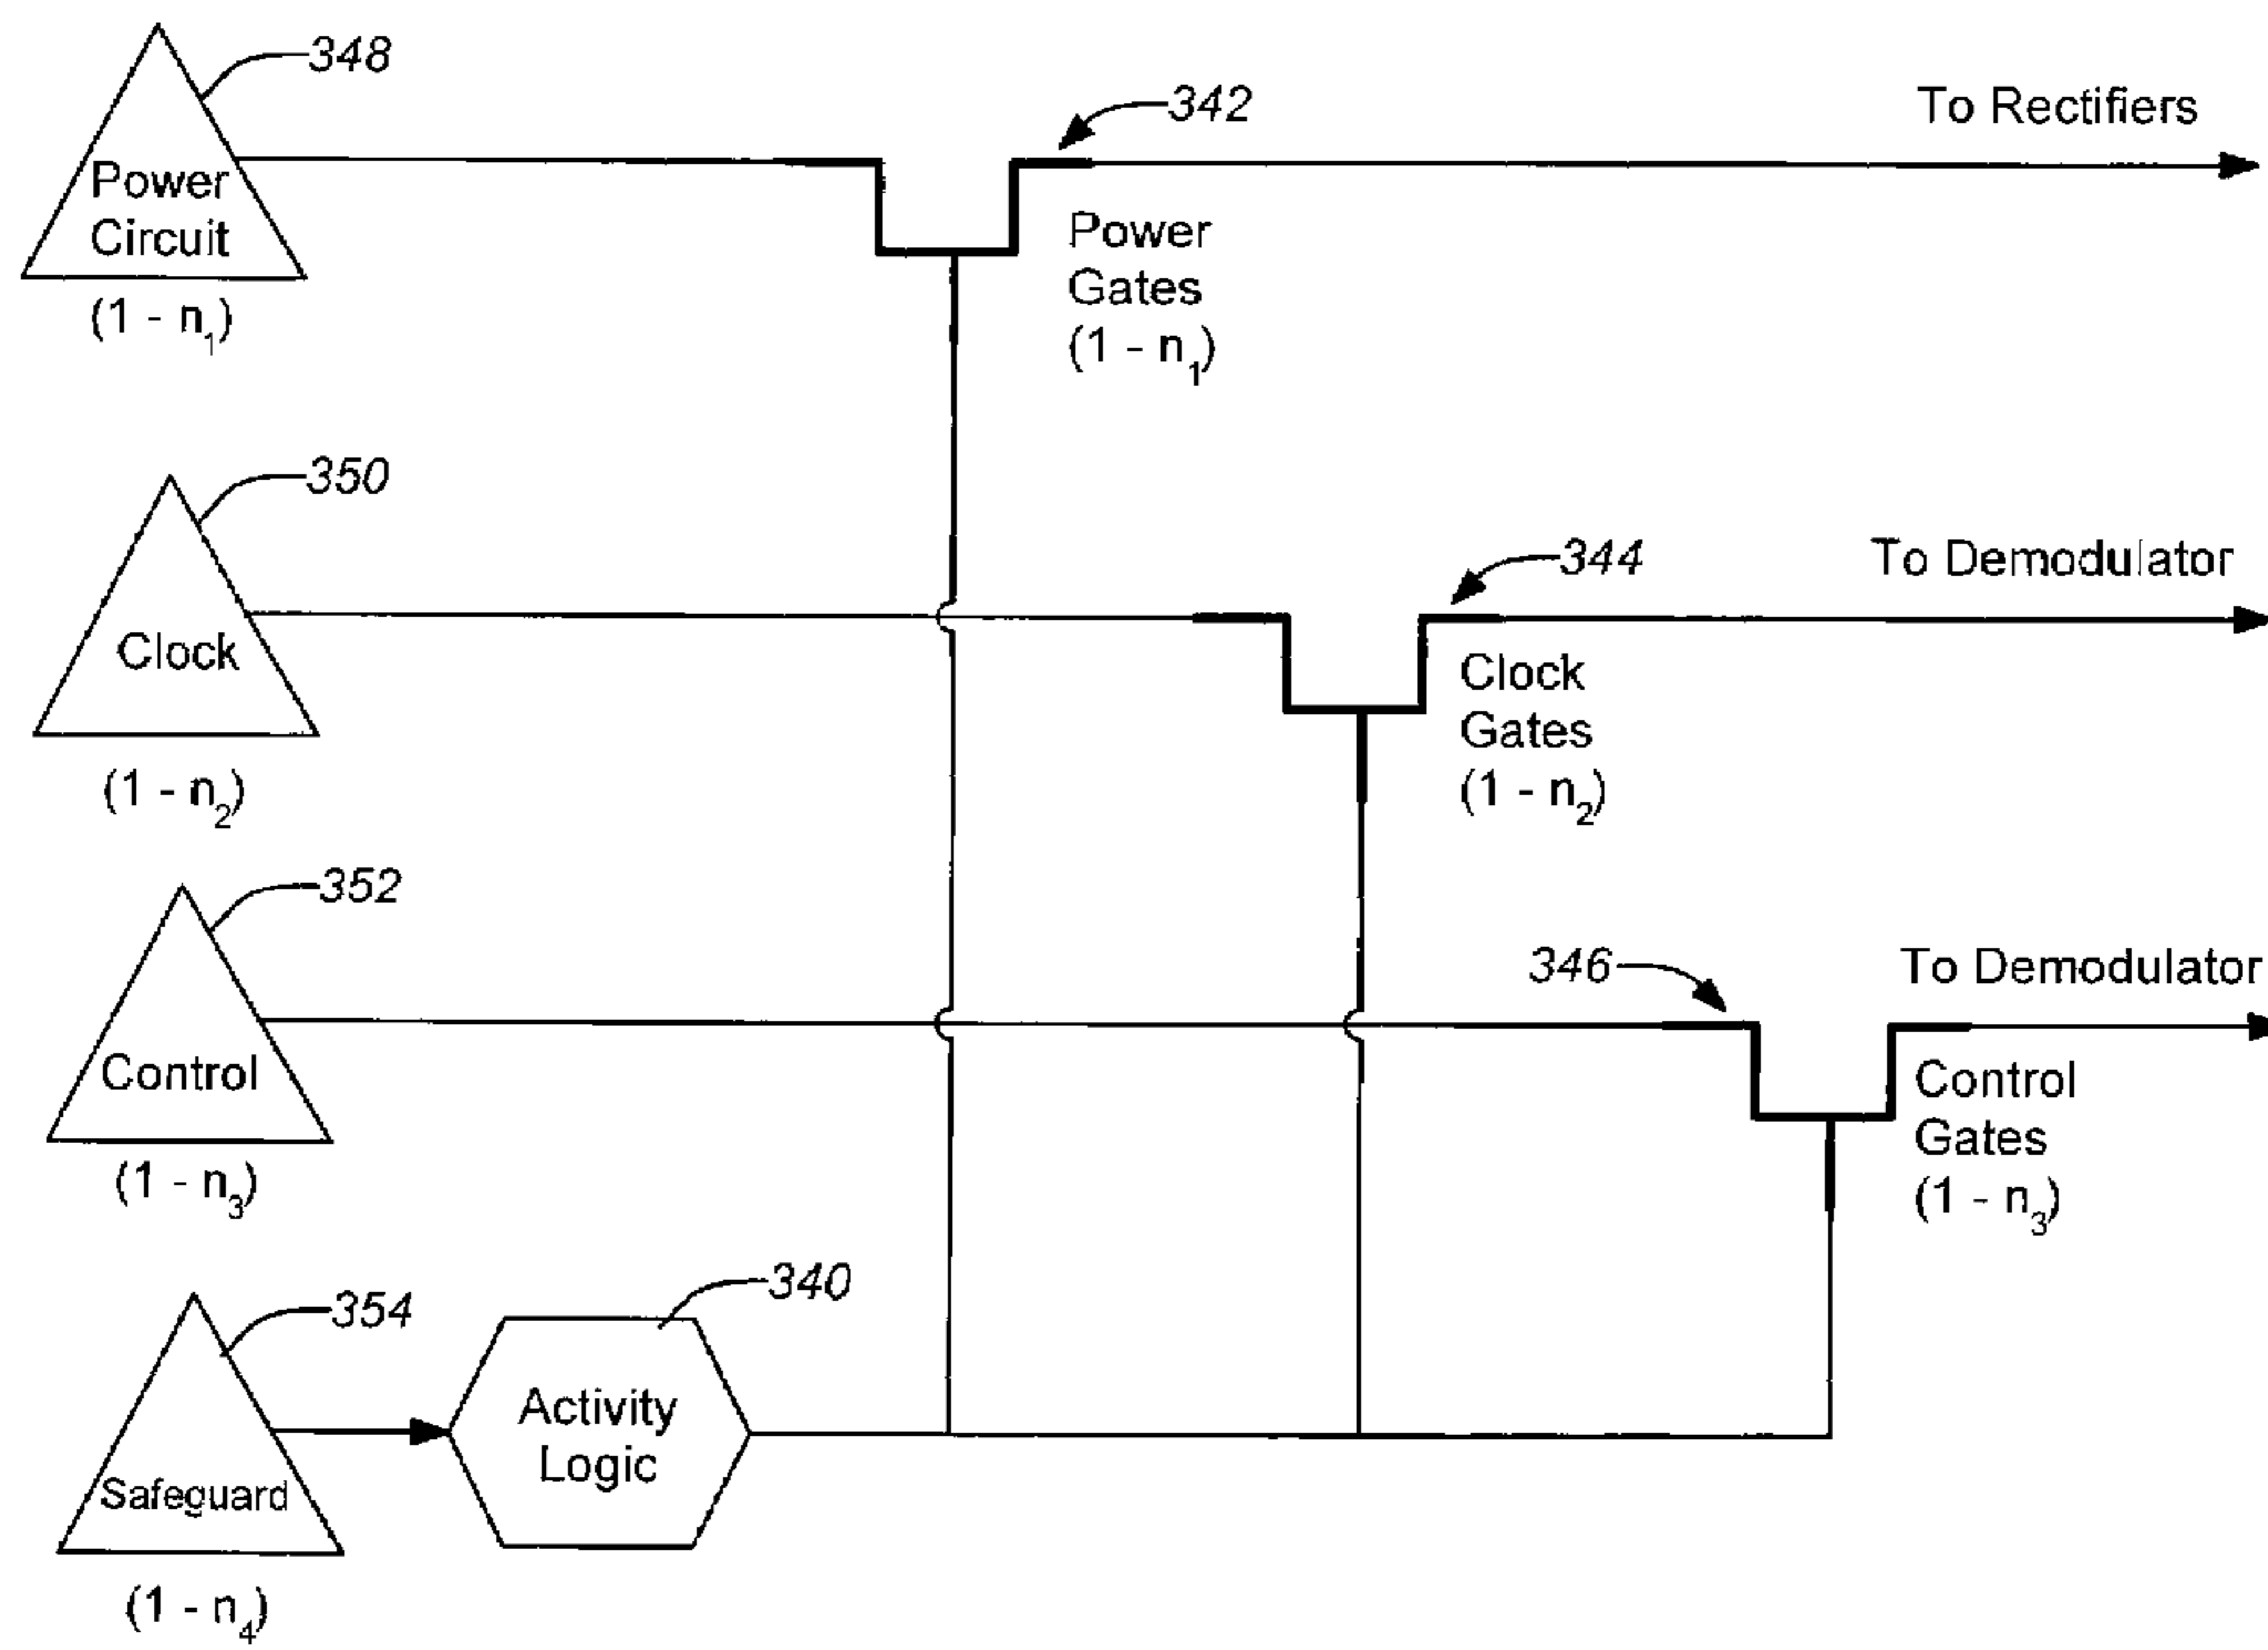 348
Power
Circuit
(1 - n₁)
342
To Rectifiers
Power
Gates
(1 - n₁)
350
Clock
(1 - n₂)
344
To Demodulator
Clock
Gates
(1 - n₂)
352
Control
(1 - n₃)
346
To Demodulator
Control
Gates
(1 - n₃)
354
Safeguard
(1 - n₄)
340
Activity
Logic